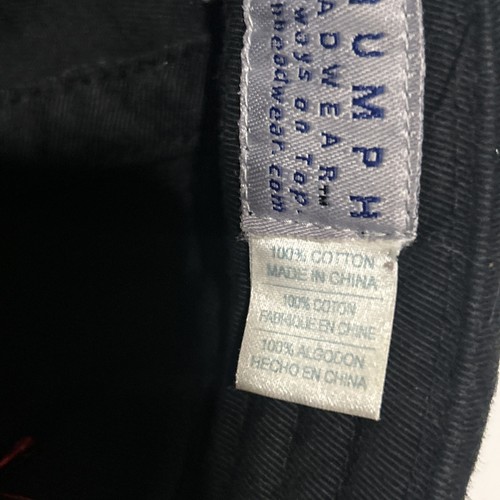 UMPH
ADWEAR™
ways on Top.
headwear.com
100% COTTON
MADE IN CHINA
100% COTON
FABRIQUE EN CHINE
100% ALGODON
HECHO EN CHINA